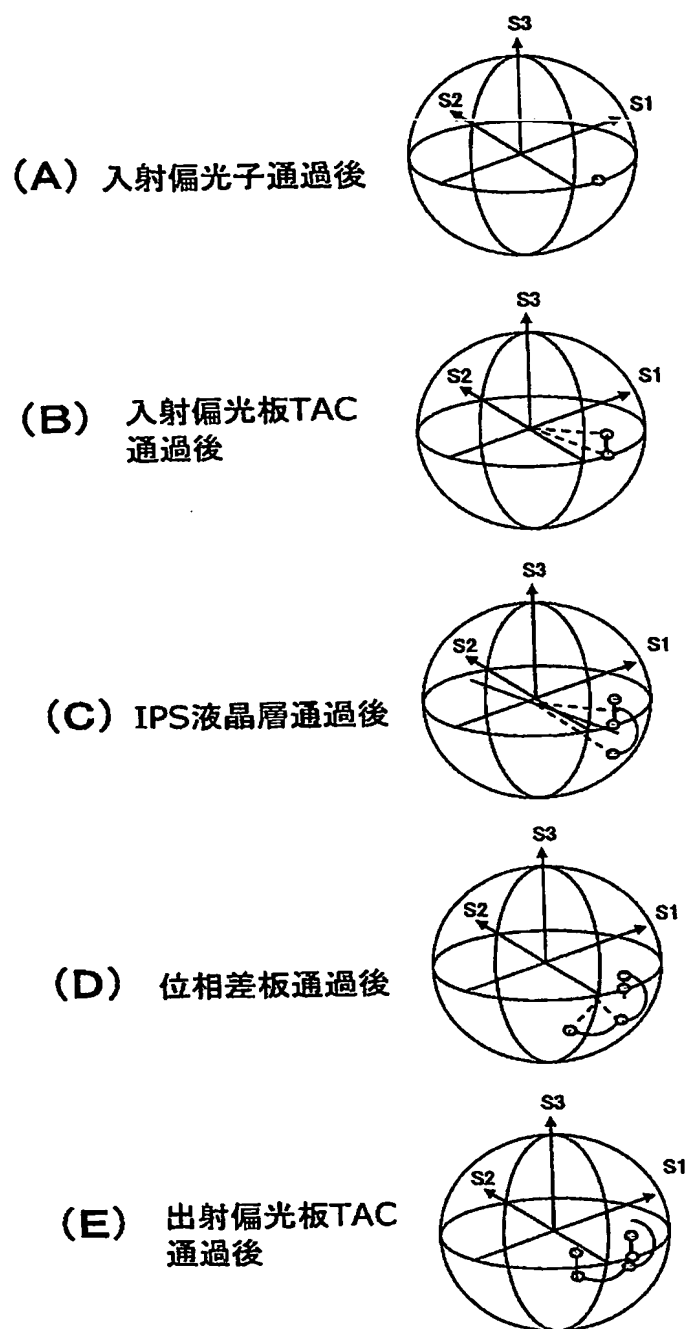 S3
S2
S1
(A) 入射偏光子通過後
S3
S2
S1
(B) 入射偏光板TAC
通過後
S3
S2
S1
(C) IPS液晶層通過後
S3
S2
S1
(D) 位相差板通過後
S3
S2
S1
(E) 出射偏光板TAC
通過後